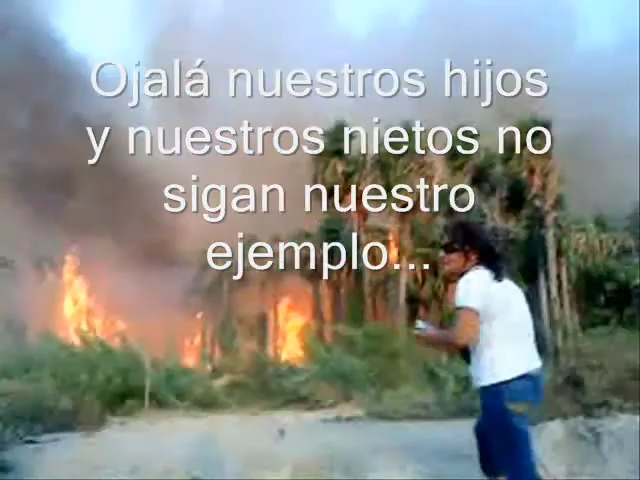 Ojalá nuestros hijos
y nuestros nietos no
sigan nuestro
ejemplo...